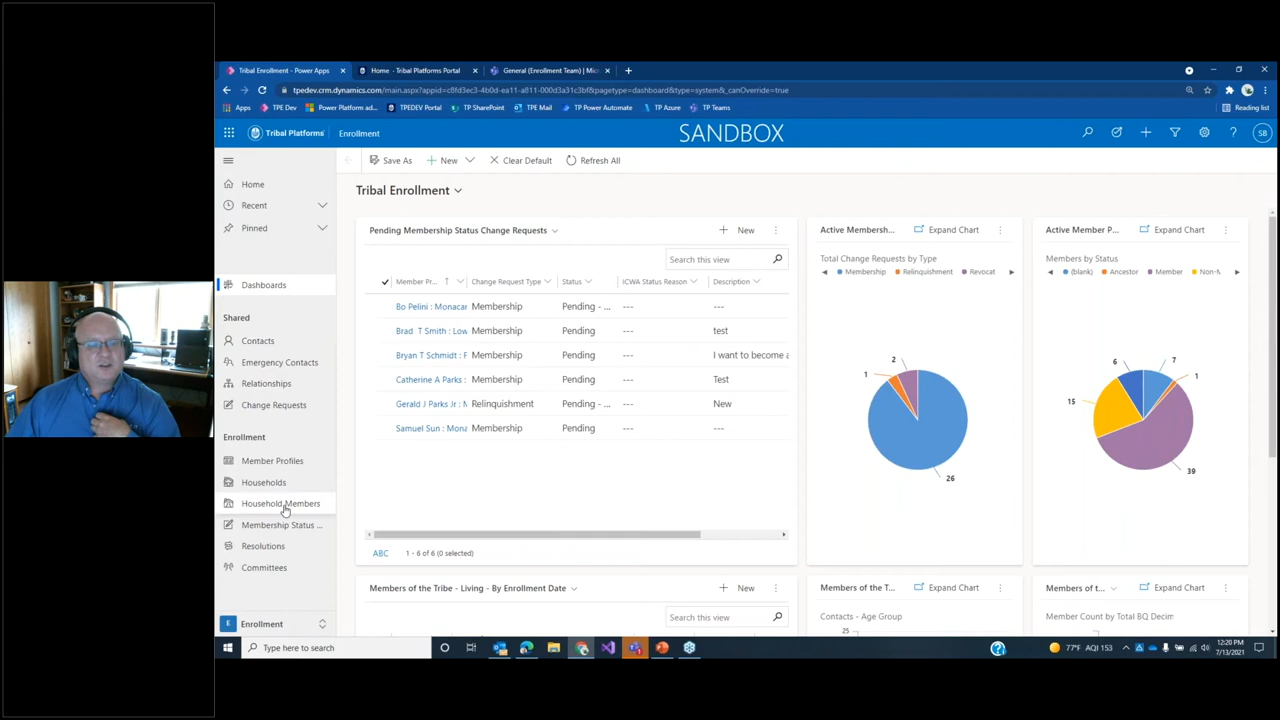 Tribal Enrollment - Power Apps
Home - Tribal Platforms Portal
General (Enrollment Team) | Mic
tpedev.crm.dynamics.com/main.aspx?appid=c8fd3ec3-4b0d-ea11-a811-000d3a31c3bf&pagetype=dashboard&type=system&_canOverride=true
Apps TPE Dev Power Platform ad... TPEDEV Portal TP SharePoint TPE Mail TP Power Automate TP Azure TP Teams Reading list
Tribal Platforms Enrollment SANDBOX SB
Save As New Clear Default Refresh All
Home
Recent
Pinned
Dashboards
Shared
Contacts
Emergency Contacts
Relationships
Change Requests
Enrollment
Member Profiles
Households
Household Members
Membership Status ...
Resolutions
Committees
E Enrollment
Tribal Enrollment
Pending Membership Status Change Requests New
Search this view
Member Pr... Change Request Type Status ICWA Status Reason Description
Bo Pelini : Monacar Membership Pending - ... --- ---
Brad T Smith : Low Membership Pending --- test
Bryan T Schmidt : F Membership Pending --- I want to become a
Catherine A Parks : Membership Pending --- Test
Gerald J Parks Jr : M Relinquishment Pending - ... --- New
Samuel Sun : Mona Membership Pending --- ---
ABC 1 - 6 of 6 (0 selected)
Active Membersh... Expand Chart
Total Change Requests by Type
Membership Relinquishment Revocat
2
1
26
Active Member P... Expand Chart
Members by Status
(blank) Ancestor Member Non-M
6 7
1
15
39
Members of the Tribe - Living - By Enrollment Date New
Search this view
Members of the T... Expand Chart
Contacts - Age Group
25
Members of t... Expand Chart
Member Count by Total BQ Decim
Type here to search
77°F AQI 153
12:20 PM
7/13/2021